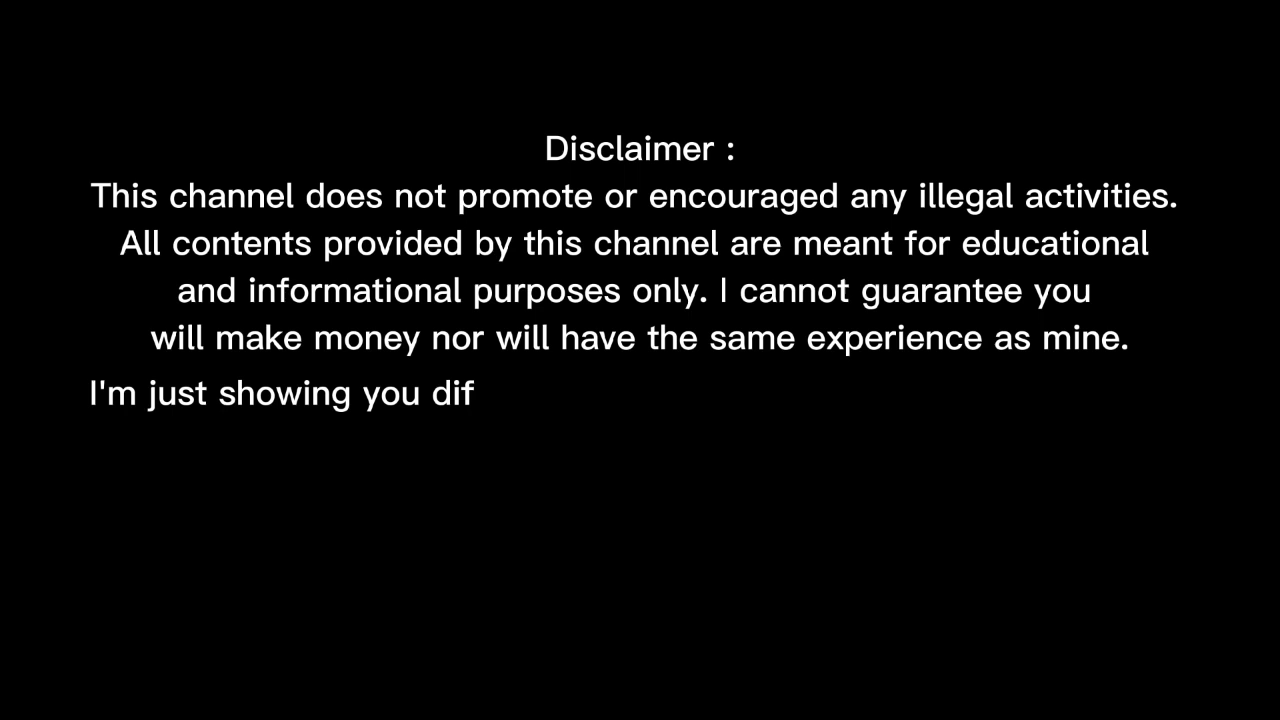 Disclaimer :
This channel does not promote or encouraged any illegal activities.
All contents provided by this channel are meant for educational
and informational purposes only. I cannot guarantee you
will make money nor will have the same experience as mine.
I'm just showing you dif